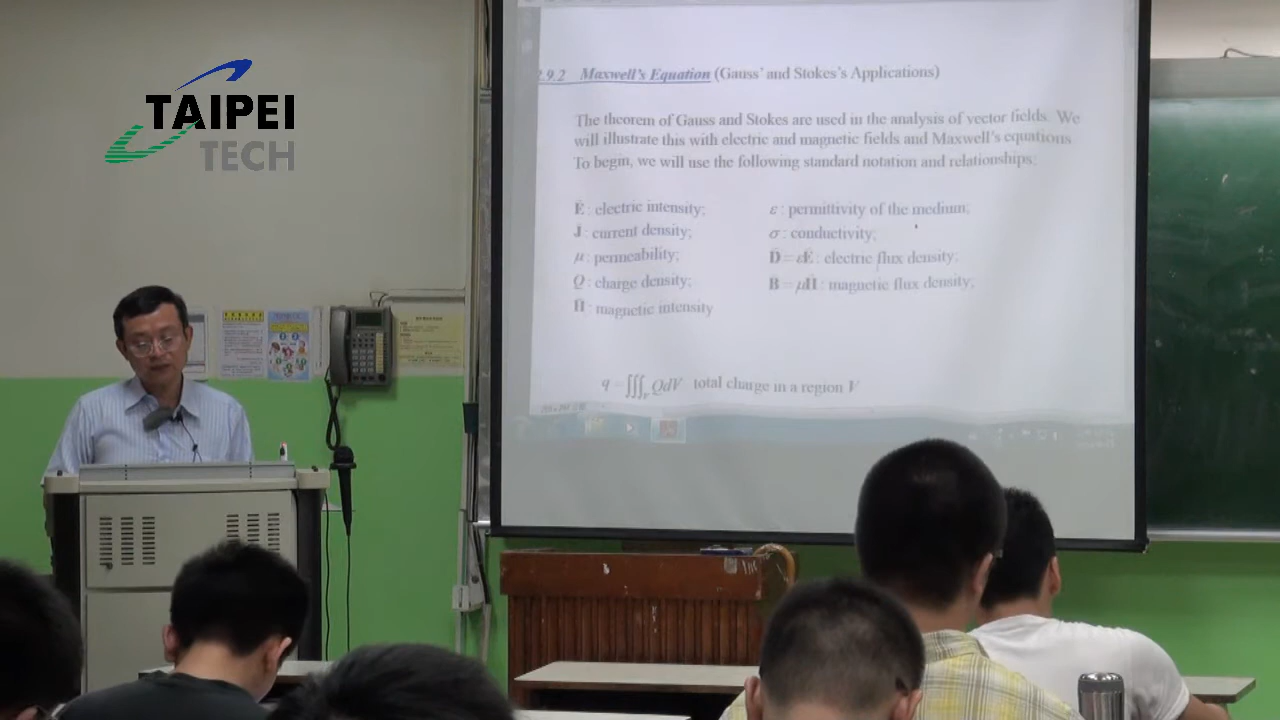 TAIPEI
TECH
2.9.2 Maxwell's Equation (Gauss' and Stokes's Applications)
The theorem of Gauss and Stokes are used in the analysis of vector fields. We
will illustrate this with electric and magnetic fields and Maxwell's equations
To begin, we will use the following standard notation and relationships:
E : electric intensity;
J : current density;
μ : permeability;
Q : charge density;
H : magnetic intensity
ε : permittivity of the medium;
σ : conductivity;
D = εE : electric flux density;
B = μH : magnetic flux density;
q = ∭_V QdV total charge in a region V